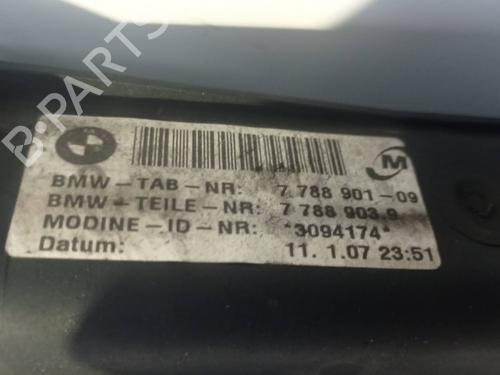 B-PARTS
BMW
BMW-TAB-NR: 7 788 901-09
BMW-TEILE-NR: 7 788 903.9
MODINE-ID-NR: *3094174*
Datum: 11. 1.07 23:51